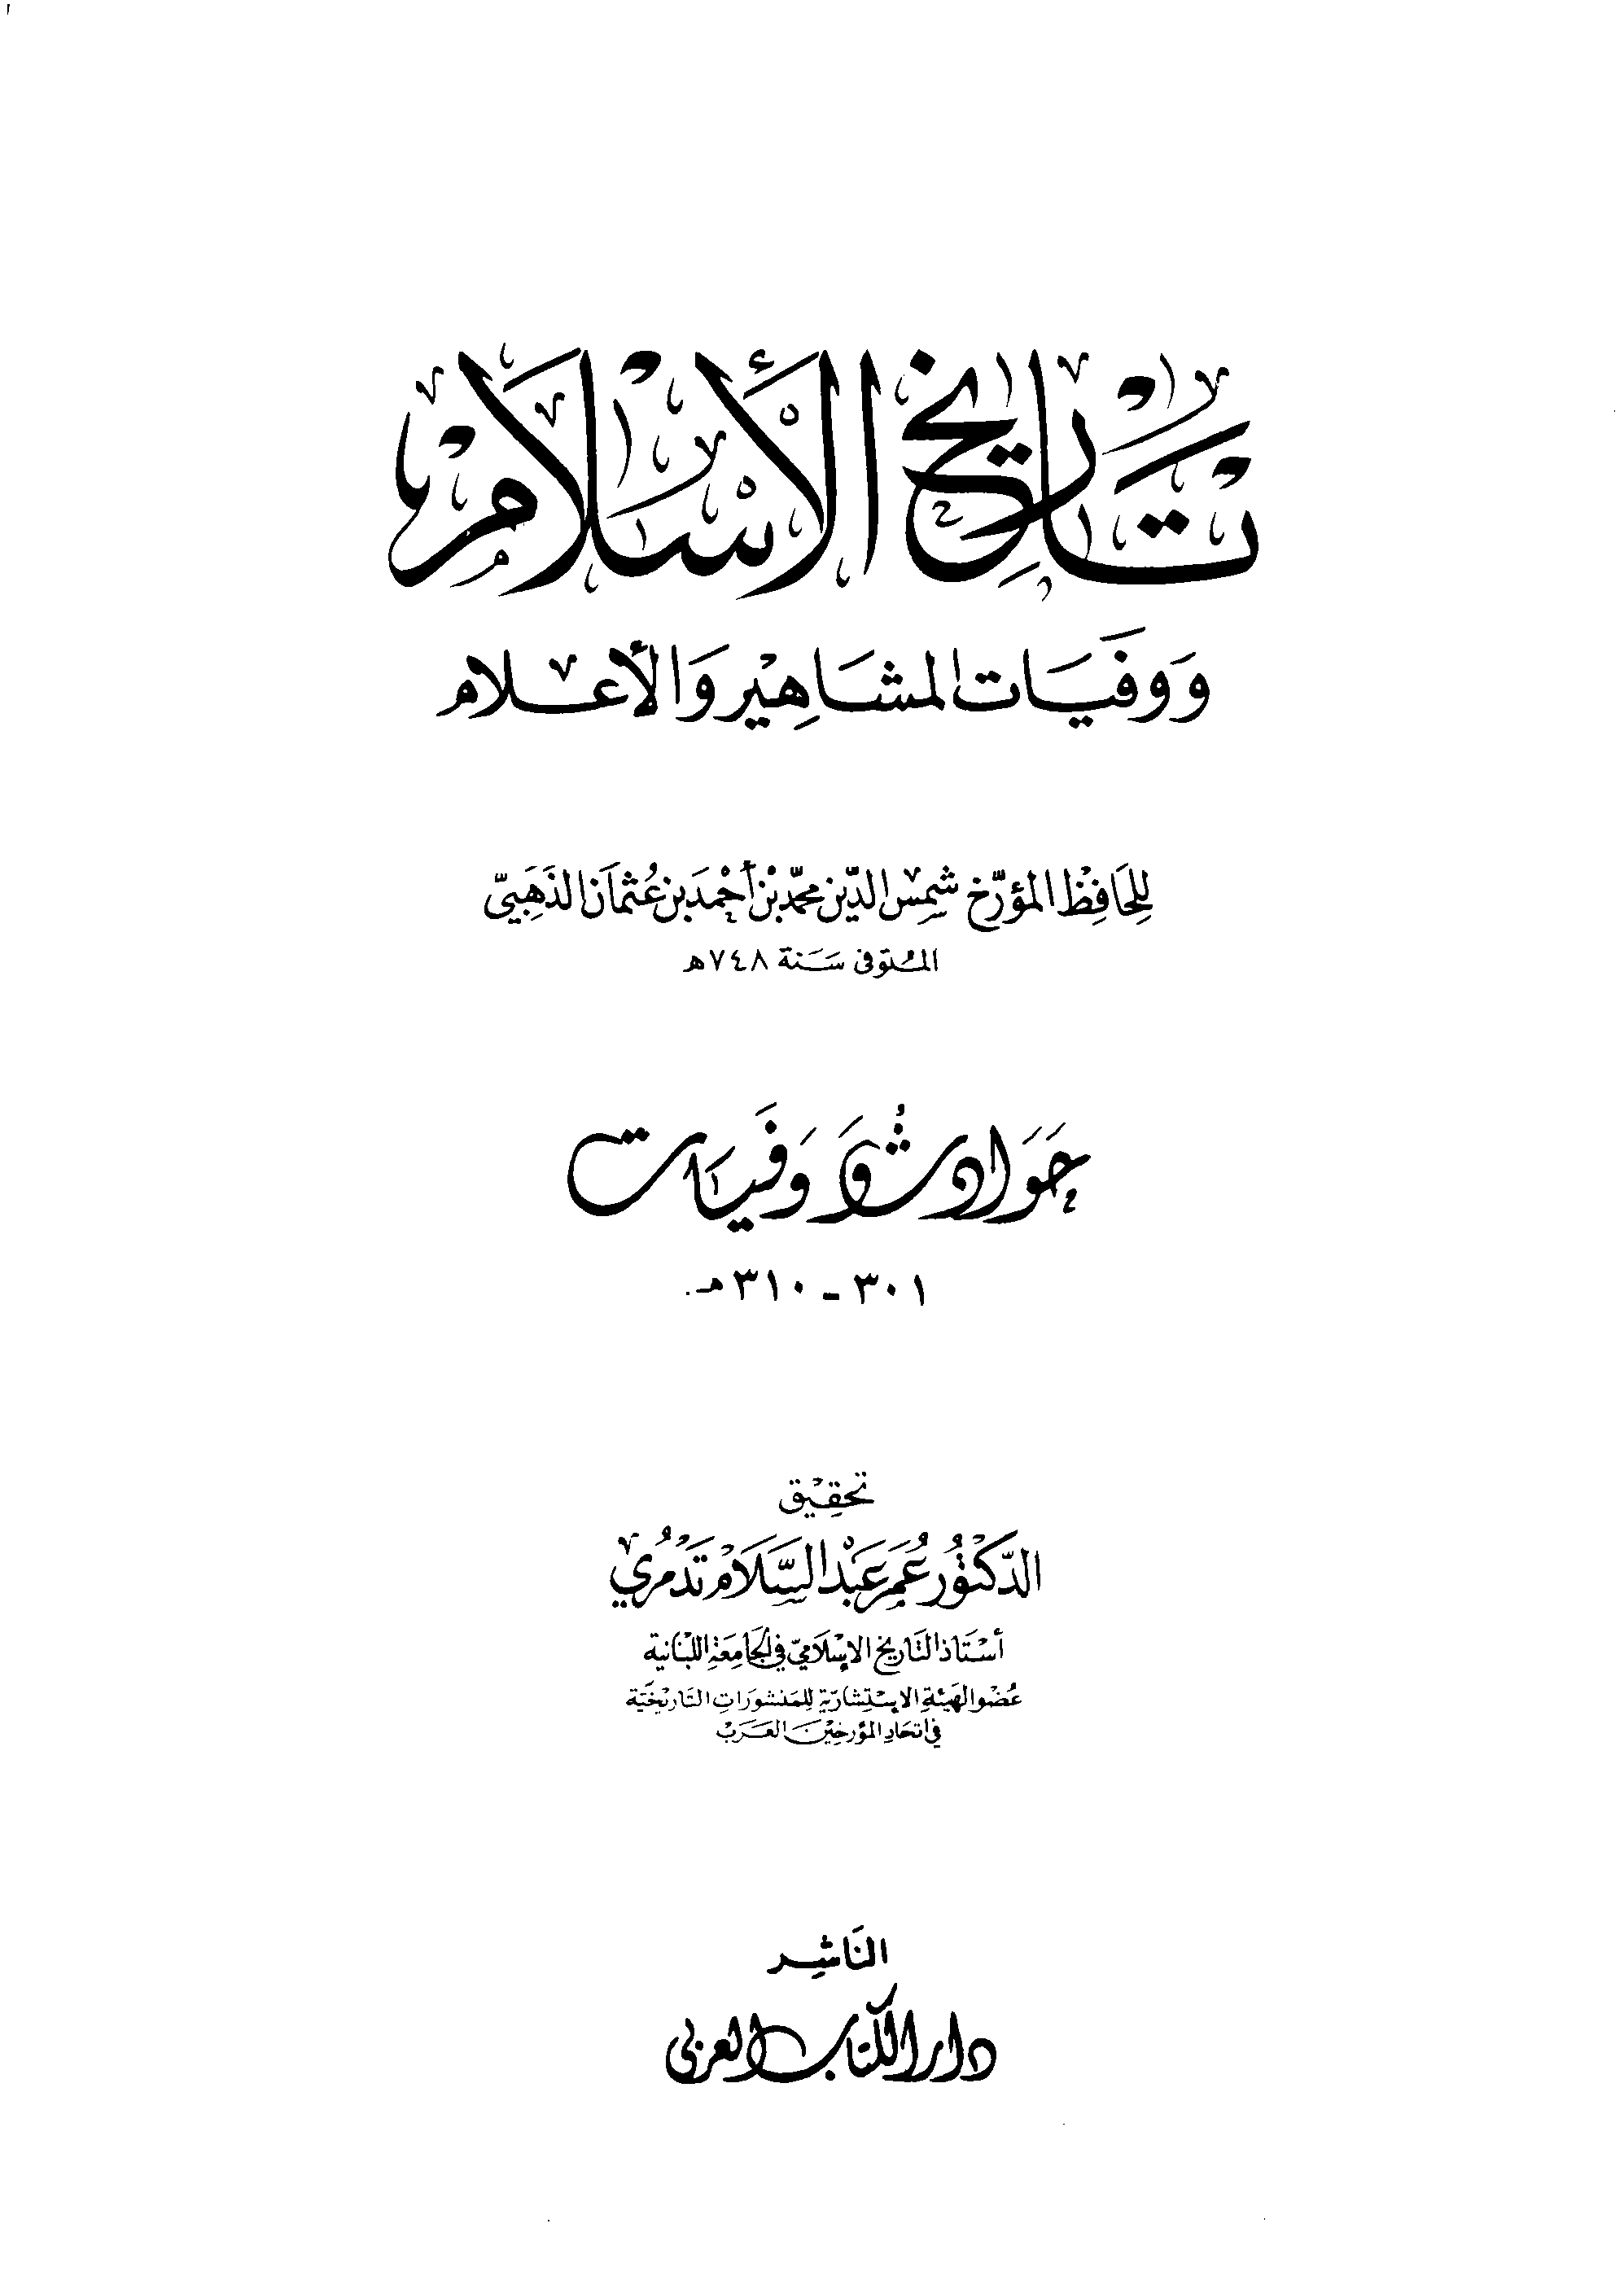 تاريخ الإسلام
ووفيات المشاهير والأعلام
للحافظ المؤرخ شمس الدين محمد بن أحمد بن عثمان الذهبي
المتوفى سنة ٧٤٨هـ
حوادث ووفيات
٣٠١ - ٣١٠هـ.
تحقيق
الدكتور عمر عبد السلام تدمري
أستاذ التاريخ الإسلامي في الجامعة اللبنانية
عضو الهيئة الاستشارية للمنشورات التاريخية
في اتحاد المؤرخين العرب
الناشر
دار الكتاب العربي